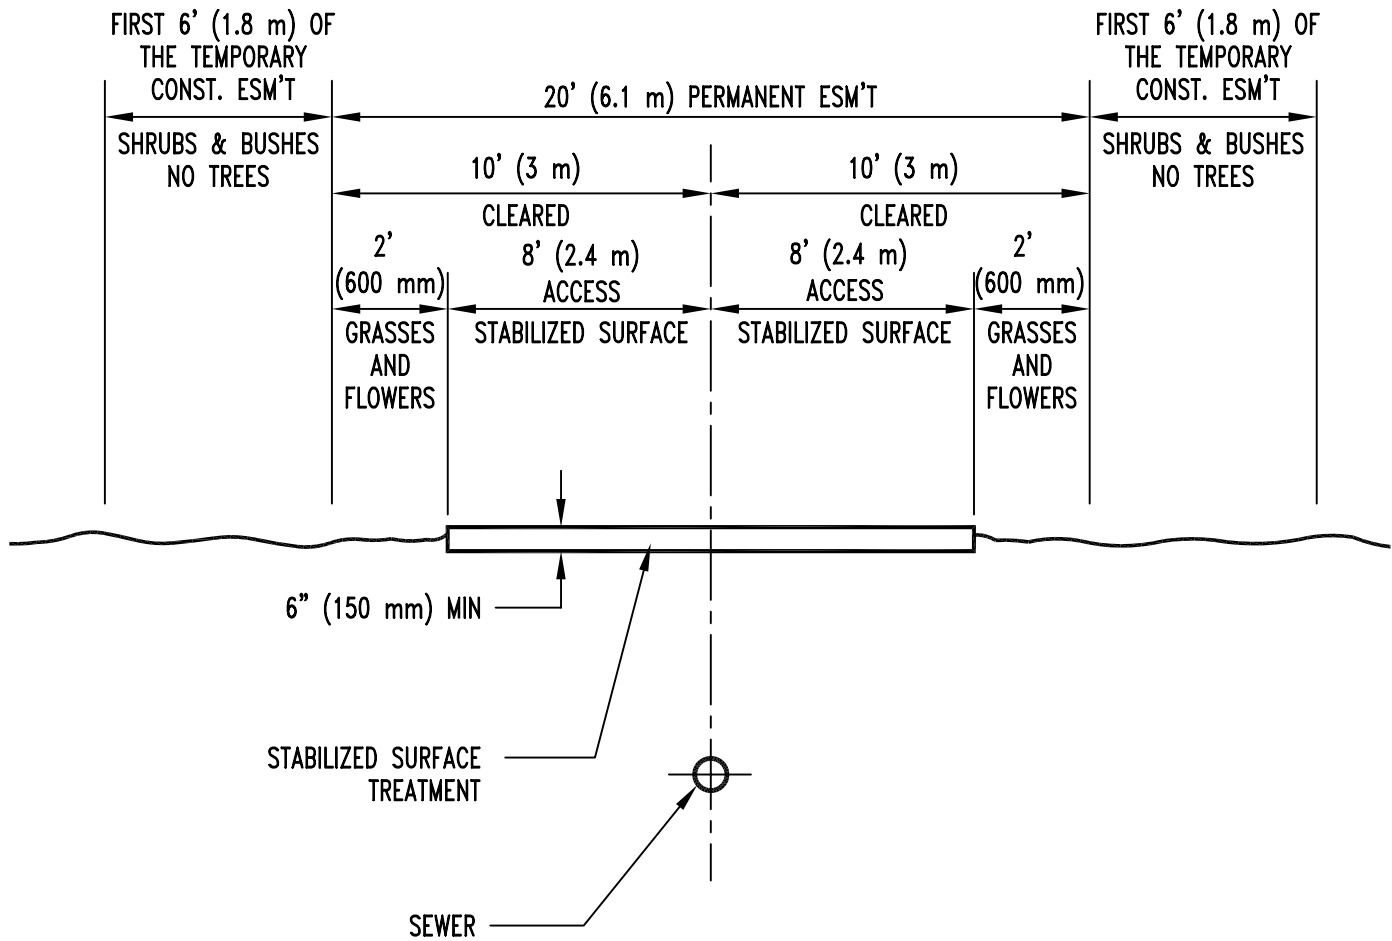 FIRST 6' (1.8 m) OF
THE TEMPORARY
CONST. ESM'T
SHRUBS & BUSHES
NO TREES
20' (6.1 m) PERMANENT ESM'T
FIRST 6' (1.8 m) OF
THE TEMPORARY
CONST. ESM'T
SHRUBS & BUSHES
NO TREES
10' (3 m)
CLEARED
10' (3 m)
CLEARED
2'
(600 mm)
GRASSES
AND
FLOWERS
8' (2.4 m)
ACCESS
STABILIZED SURFACE
8' (2.4 m)
ACCESS
STABILIZED SURFACE
2'
(600 mm)
GRASSES
AND
FLOWERS
6" (150 mm) MIN
STABILIZED SURFACE
TREATMENT
SEWER